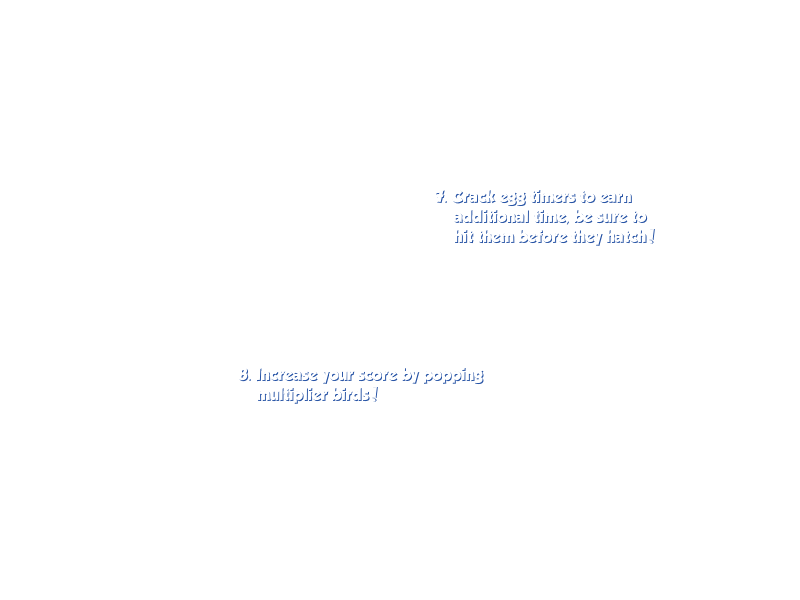 7. Crack egg timers to earn
additional time, be sure to
hit them before they hatch!
8. Increase your score by popping
multiplier birds!